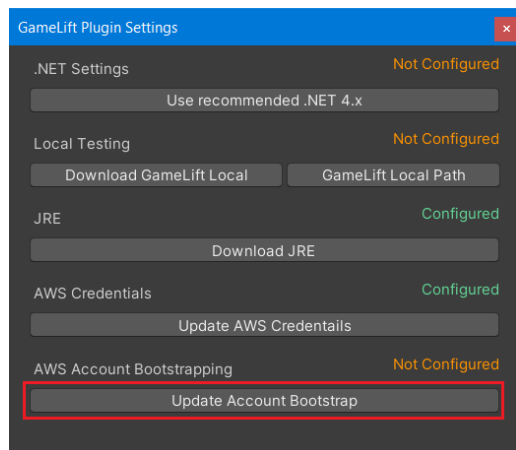 GameLift Plugin Settings
.NET Settings Not Configured
Use recommended .NET 4.x
Local Testing Not Configured
Download GameLift Local GameLift Local Path
JRE Configured
Download JRE
AWS Credentials Configured
Update AWS Credentails
AWS Account Bootstrapping Not Configured
Update Account Bootstrap